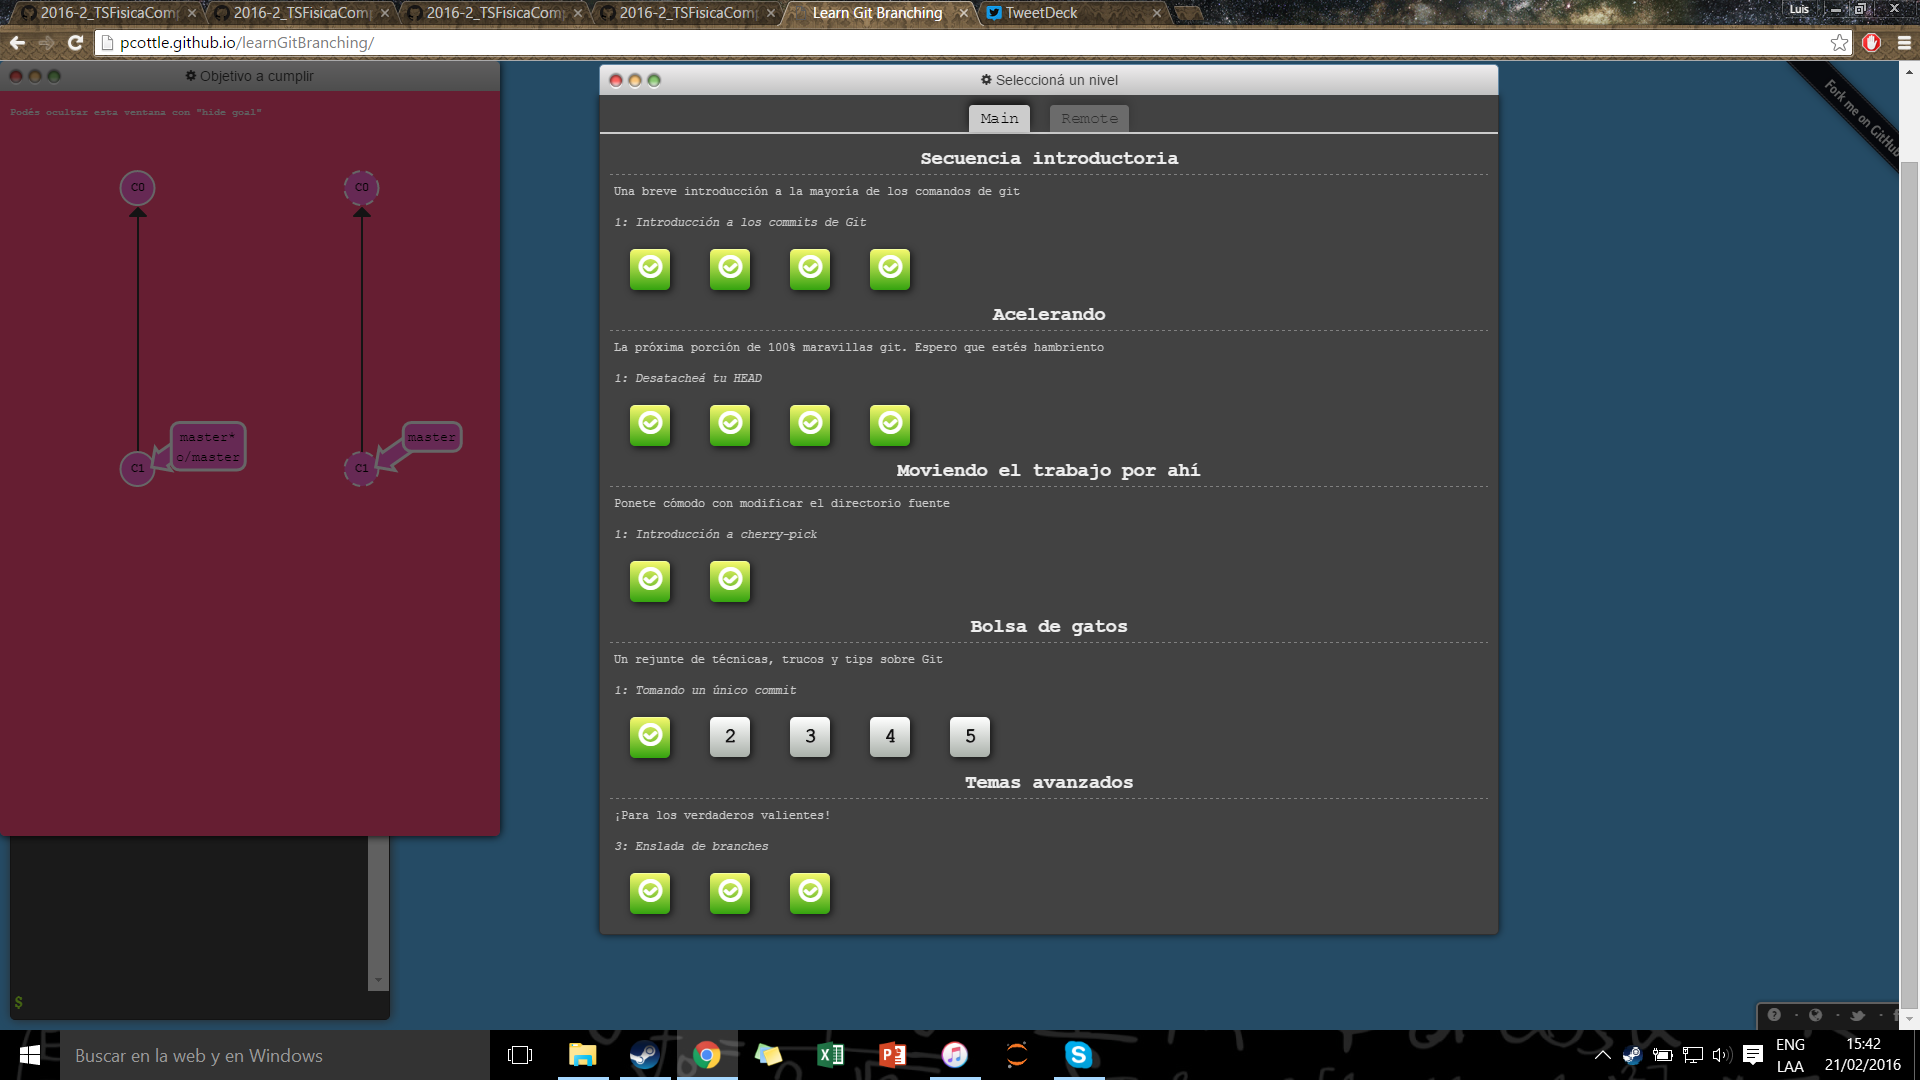 2016-2_TSFisicaComp
2016-2_TSFisicaComp
2016-2_TSFisicaComp
2016-2_TSFisicaComp
Learn Git Branching
TweetDeck
Luis
pcottle.github.io/learnGitBranching/
Objetivo a cumplir
Podés ocultar esta ventana con "hide goal"
C0
C0
master*
o/master
master
C1
C1
$
Seleccioná un nivel
Main
Remote
Secuencia introductoria
Una breve introducción a la mayoría de los comandos de git
1: Introducción a los commits de Git
Acelerando
La próxima porción de 100% maravillas git. Espero que estés hambriento
1: Desatacheá tu HEAD
Moviendo el trabajo por ahí
Ponete cómodo con modificar el directorio fuente
1: Introducción a cherry-pick
Bolsa de gatos
Un rejunte de técnicas, trucos y tips sobre Git
1: Tomando un único commit
2 3 4 5
Temas avanzados
¡Para los verdaderos valientes!
3: Enslada de branches
Fork me on GitHub
Buscar en la web y en Windows
ENG
LAA
15:42
21/02/2016